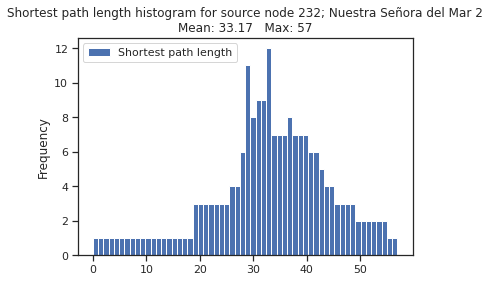 Shortest path length histogram for source node 232; Nuestra Señora del Mar 2
Mean: 33.17   Max: 57
Shortest path length
Frequency
12
10
8
6
4
2
0
0 10 20 30 40 50